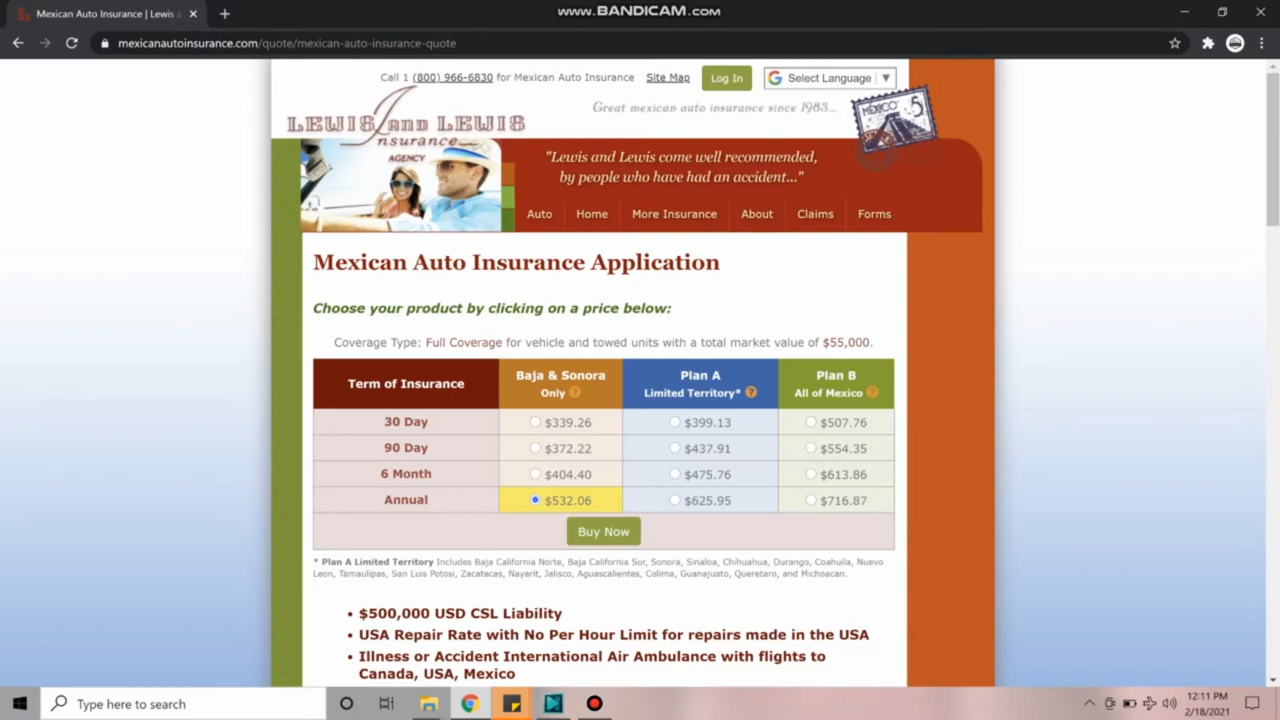 Mexican Auto Insurance | Lewis a
www.BANDICAM.com
mexicanautoinsurance.com/quote/mexican-auto-insurance-quote
Call 1 (800) 966-6830 for Mexican Auto Insurance Site Map Log In Select Language
Great mexican auto insurance since 1983...
MEXICO 5
LEWIS and LEWIS
Insurance
AGENCY
"Lewis and Lewis come well recommended,
by people who have had an accident..."
Auto Home More Insurance About Claims Forms
Mexican Auto Insurance Application
Choose your product by clicking on a price below:
Coverage Type: Full Coverage for vehicle and towed units with a total market value of $55,000.
Term of Insurance Baja & Sonora Only ? Plan A Limited Territory* ? Plan B All of Mexico ?
30 Day $339.26 $399.13 $507.76
90 Day $372.22 $437.91 $554.35
6 Month $404.40 $475.76 $613.86
Annual $532.06 $625.95 $716.87
Buy Now
* Plan A Limited Territory Includes Baja California Norte, Baja California Sur, Sonora, Sinaloa, Chihuahua, Durango, Coahuila, Nuevo
Leon, Tamaulipas, San Luis Potosi, Zacatecas, Nayarit, Jalisco, Aguascalientes, Colima, Guanajuato, Queretaro, and Michoacan.
• $500,000 USD CSL Liability
• USA Repair Rate with No Per Hour Limit for repairs made in the USA
• Illness or Accident International Air Ambulance with flights to
Canada, USA, Mexico
Type here to search
12:11 PM
2/18/2021